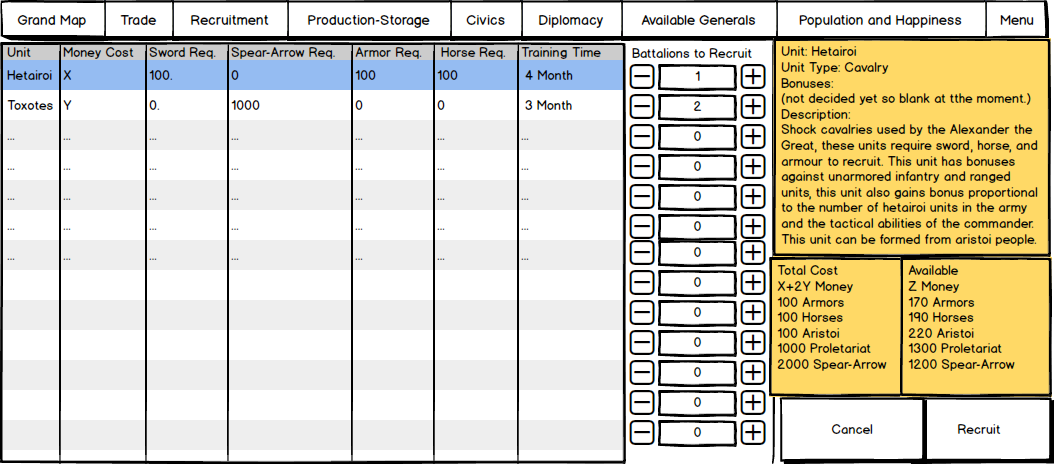 Grand Map Trade Recruitment Production-Storage Civics Diplomacy Available Generals Population and Happiness Menu
Unit Money Cost Sword Req. Spear-Arrow Req. Armor Req. Horse Req. Training Time
Hetairoi X 100. 0 100 100 4 Month
Toxotes Y 0. 1000 0 0 3 Month
... ... ... ... ... ... ...
... ... ... ... ... ... ...
... ... ... ... ... ... ...
... ... ... ... ... ... ...
... ... ... ... ... ... ...
Battalions to Recruit
1
2
0
0
0
0
0
0
0
0
0
0
0
Unit: Hetairoi
Unit Type: Cavalry
Bonuses:
(not decided yet so blank at tthe moment.)
Description:
Shock cavalries used by the Alexander the
Great, these units require sword, horse, and
armour to recruit. This unit has bonuses
against unarmored infantry and ranged
units, this unit also gains bonus proportional
to the number of hetairoi units in the army
and the tactical abilities of the commander.
This unit can be formed from aristoi people.
Total Cost
X+2Y Money
100 Armors
100 Horses
100 Aristoi
1000 Proletariat
2000 Spear-Arrow
Available
Z Money
170 Armors
190 Horses
220 Aristoi
1300 Proletariat
1200 Spear-Arrow
Cancel
Recruit